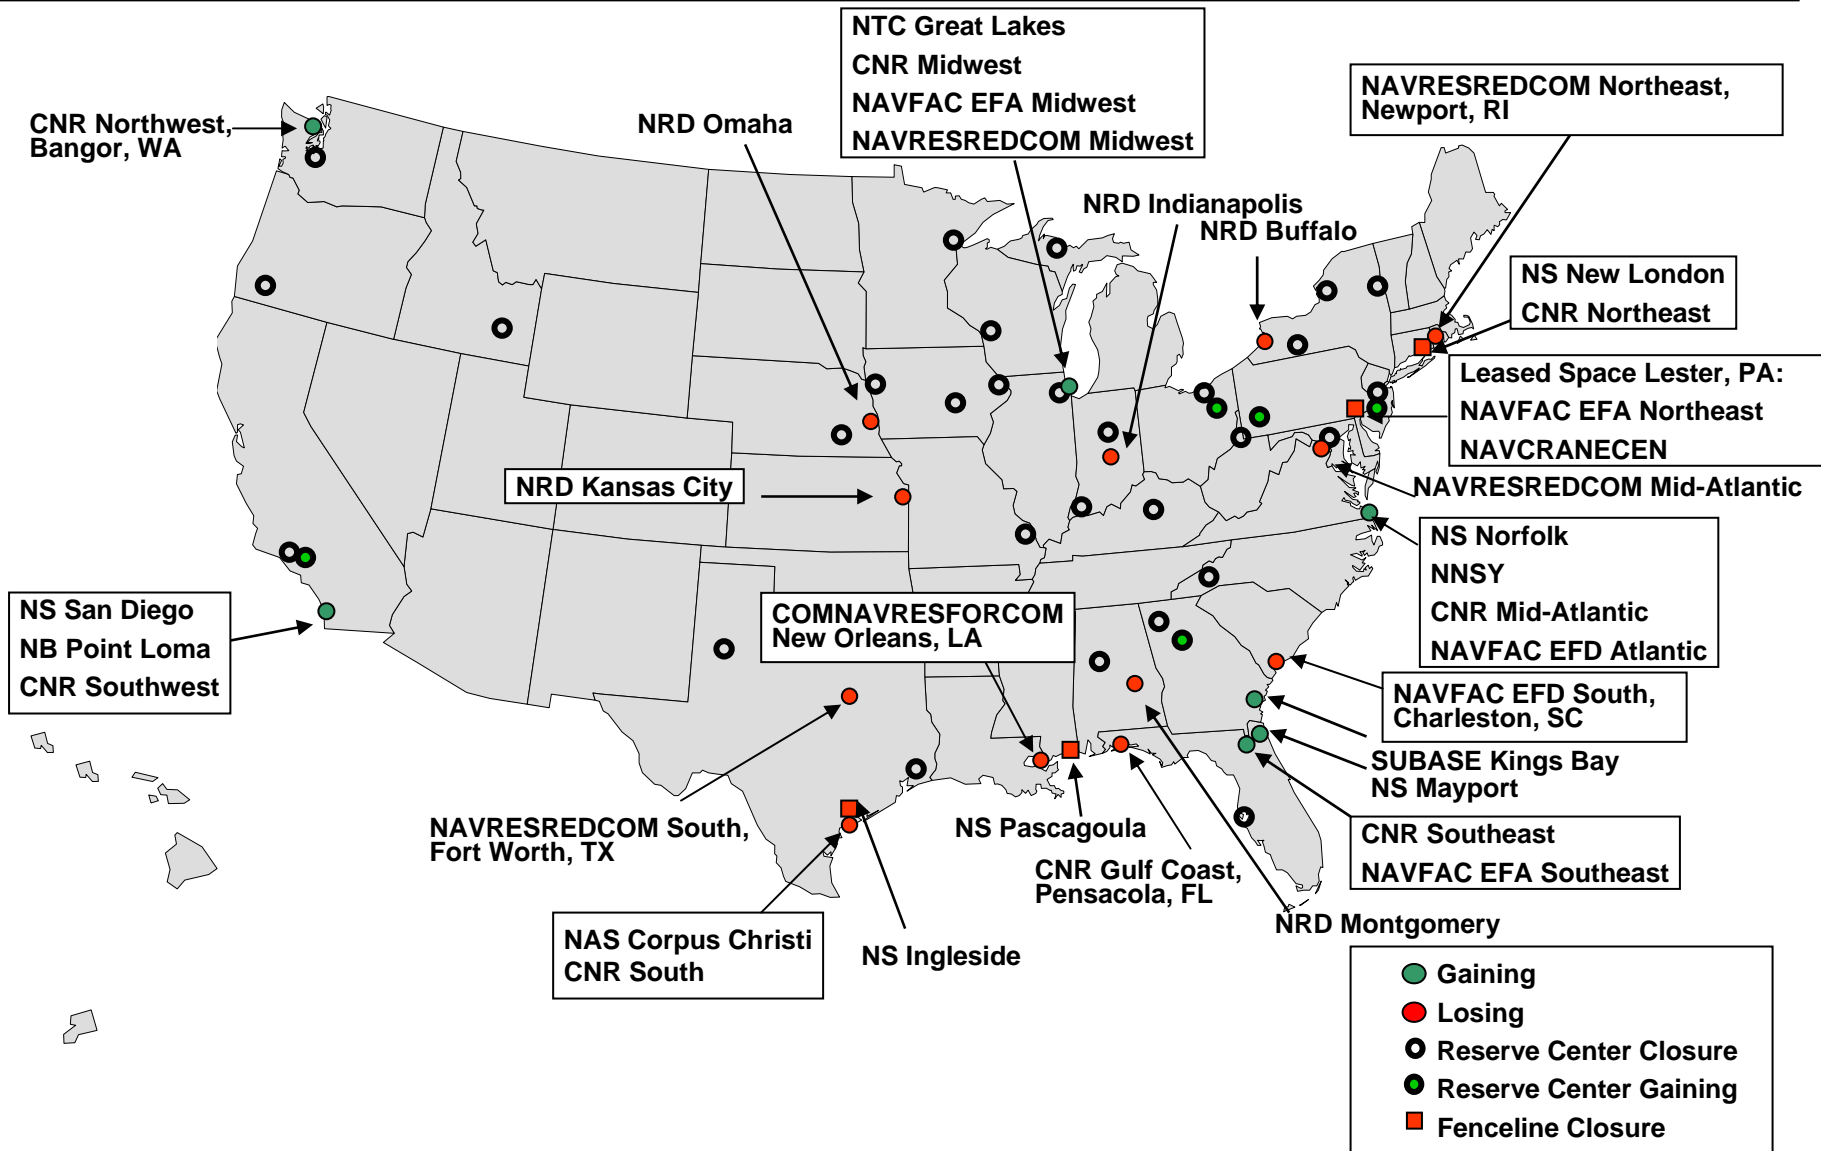 NTC Great Lakes
CNR Midwest
NAVFAC EFA Midwest
NAVRESREDCOM Midwest
NAVRESREDCOM Northeast,
Newport, RI
CNR Northwest,
Bangor, WA
NRD Omaha
NRD Indianapolis
NRD Buffalo
NS New London
CNR Northeast
Leased Space Lester, PA:
NAVFAC EFA Northeast
NAVCRANECEN
NRD Kansas City
NAVRESREDCOM Mid-Atlantic
NS Norfolk
NNSY
CNR Mid-Atlantic
NAVFAC EFD Atlantic
NS San Diego
NB Point Loma
CNR Southwest
COMNAVRESFORCOM
New Orleans, LA
NAVFAC EFD South,
Charleston, SC
SUBASE Kings Bay
NS Mayport
NAVRESREDCOM South,
Fort Worth, TX
NS Pascagoula
CNR Gulf Coast,
Pensacola, FL
CNR Southeast
NAVFAC EFA Southeast
NRD Montgomery
NAS Corpus Christi
CNR South
NS Ingleside
Gaining
Losing
Reserve Center Closure
Reserve Center Gaining
Fenceline Closure